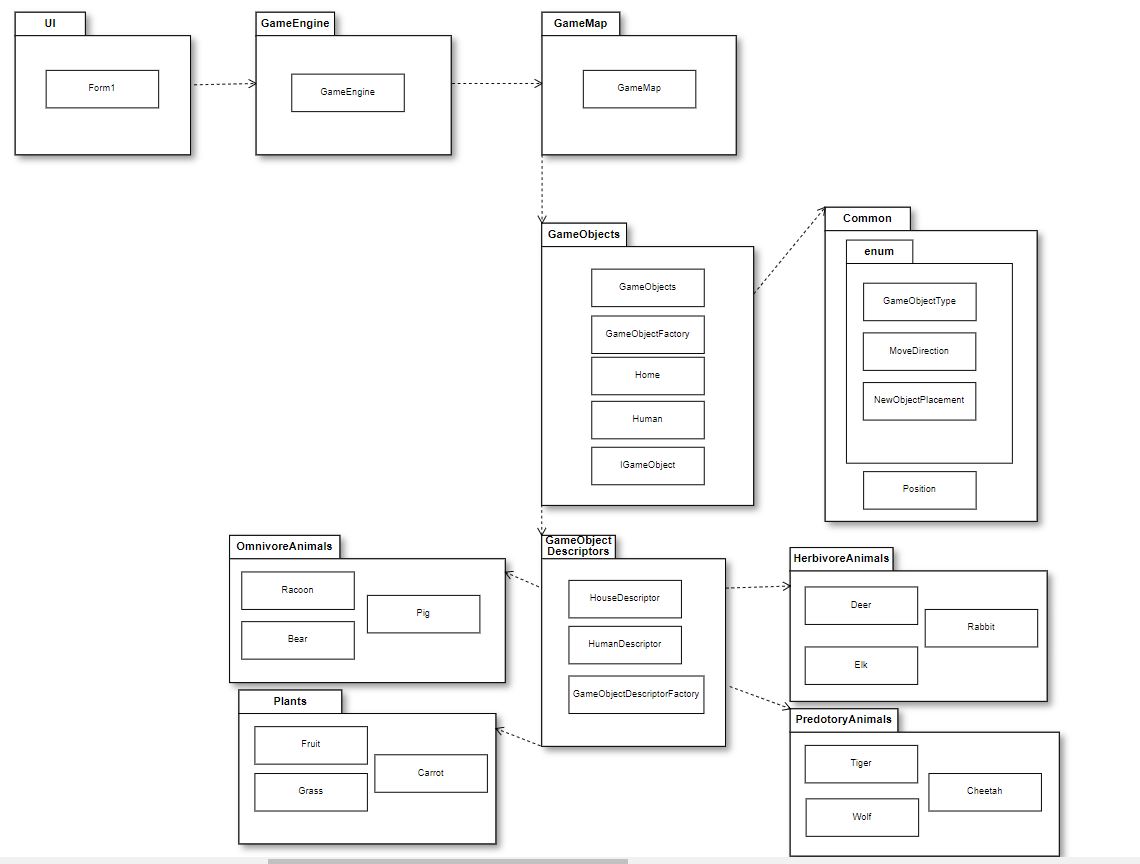 UI
Form1
GameEngine
GameEngine
GameMap
GameMap
GameObjects
GameObjects
GameObjectFactory
Home
Human
IGameObject
Common
enum
GameObjectType
MoveDirection
NewObjectPlacement
Position
OmnivoreAnimals
Racoon
Pig
Bear
GameObject
Descriptors
HouseDescriptor
HumanDescriptor
GameObjectDescriptorFactory
HerbivoreAnimals
Deer
Rabbit
Elk
Plants
Fruit
Carrot
Grass
PredotoryAnimals
Tiger
Cheetah
Wolf